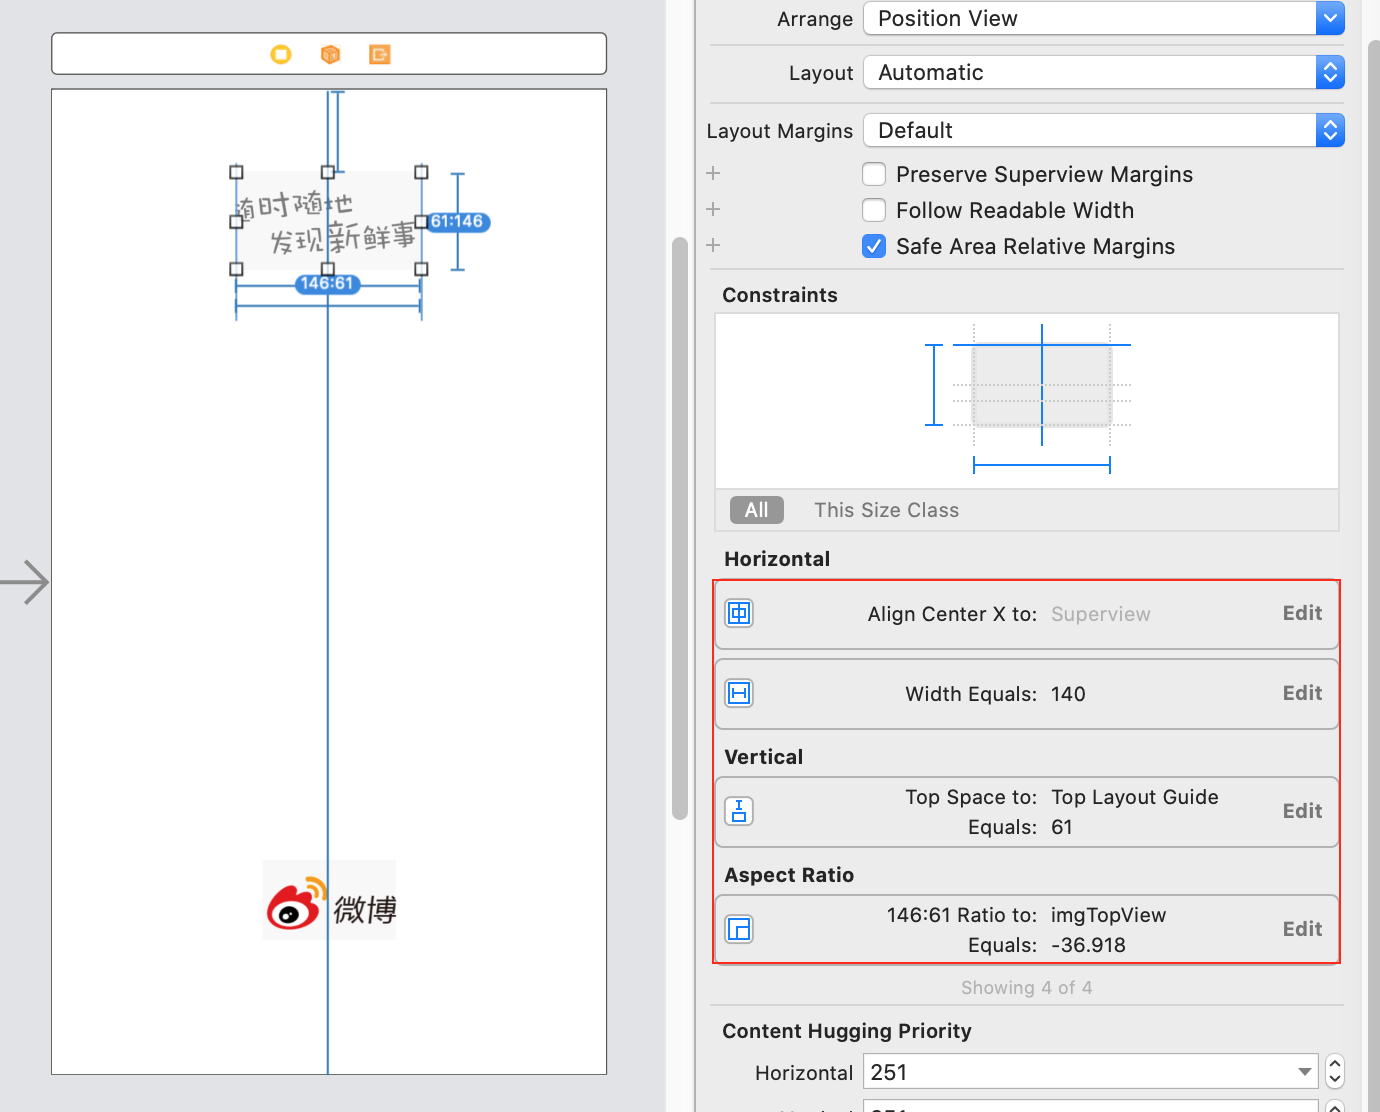 Arrange Position View
Layout Automatic
Layout Margins Default
Preserve Superview Margins
Follow Readable Width
Safe Area Relative Margins
Constraints
All This Size Class
Horizontal
Align Center X to: Superview Edit
Width Equals: 140 Edit
Vertical
Top Space to: Top Layout Guide
Equals: 61 Edit
Aspect Ratio
146:61 Ratio to: imgTopView
Equals: -36.918 Edit
Showing 4 of 4
Content Hugging Priority
Horizontal 251
随时随地
发现新鲜事
61:146
146:61
微博